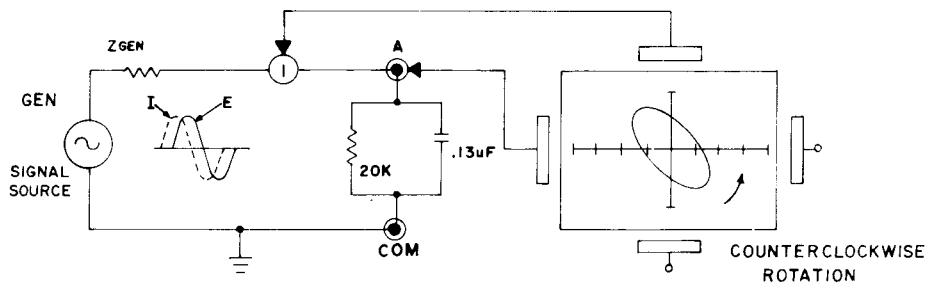 ZGEN
I
A
GEN
I
E
SIGNAL
SOURCE
20K
.13uF
COM
COUNTERCLOCKWISE
ROTATION